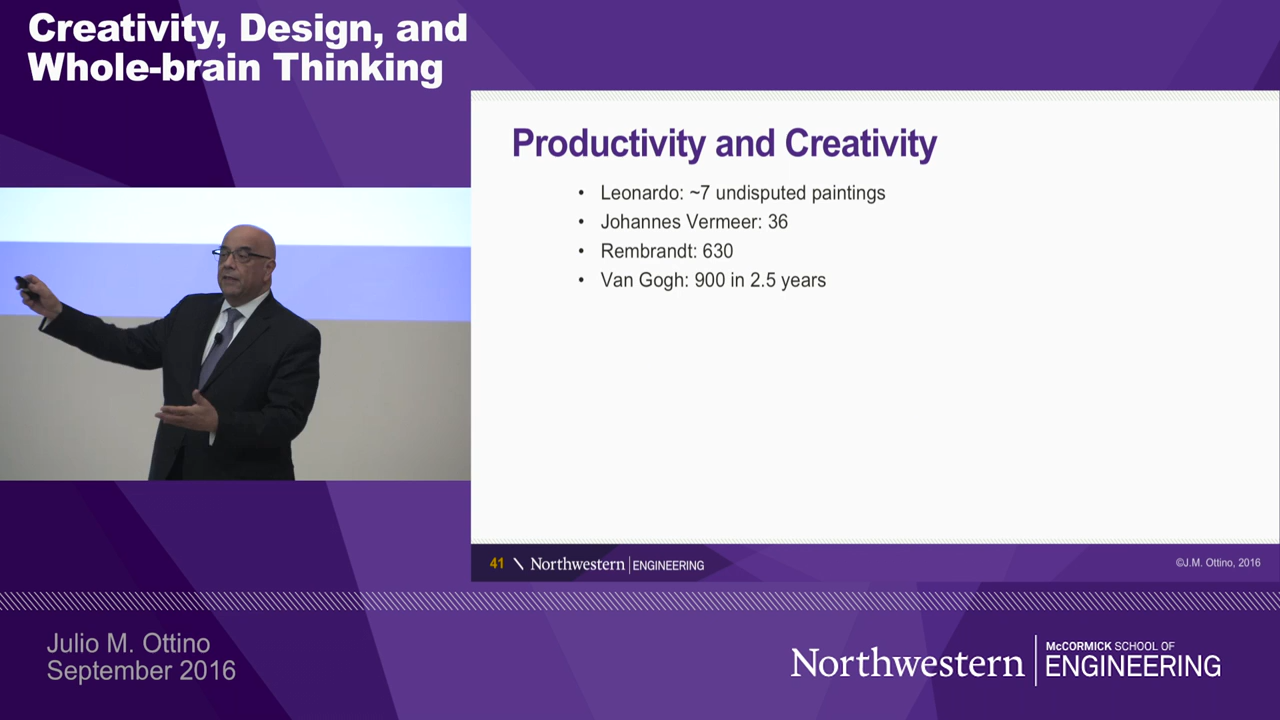 Creativity, Design, and
Whole-brain Thinking
Productivity and Creativity
• Leonardo: ~7 undisputed paintings
• Johannes Vermeer: 36
• Rembrandt: 630
• Van Gogh: 900 in 2.5 years
41 \ Northwestern | ENGINEERING
©J.M. Ottino, 2016
Julio M. Ottino
September 2016
Northwestern | McCORMICK SCHOOL OF
ENGINEERING